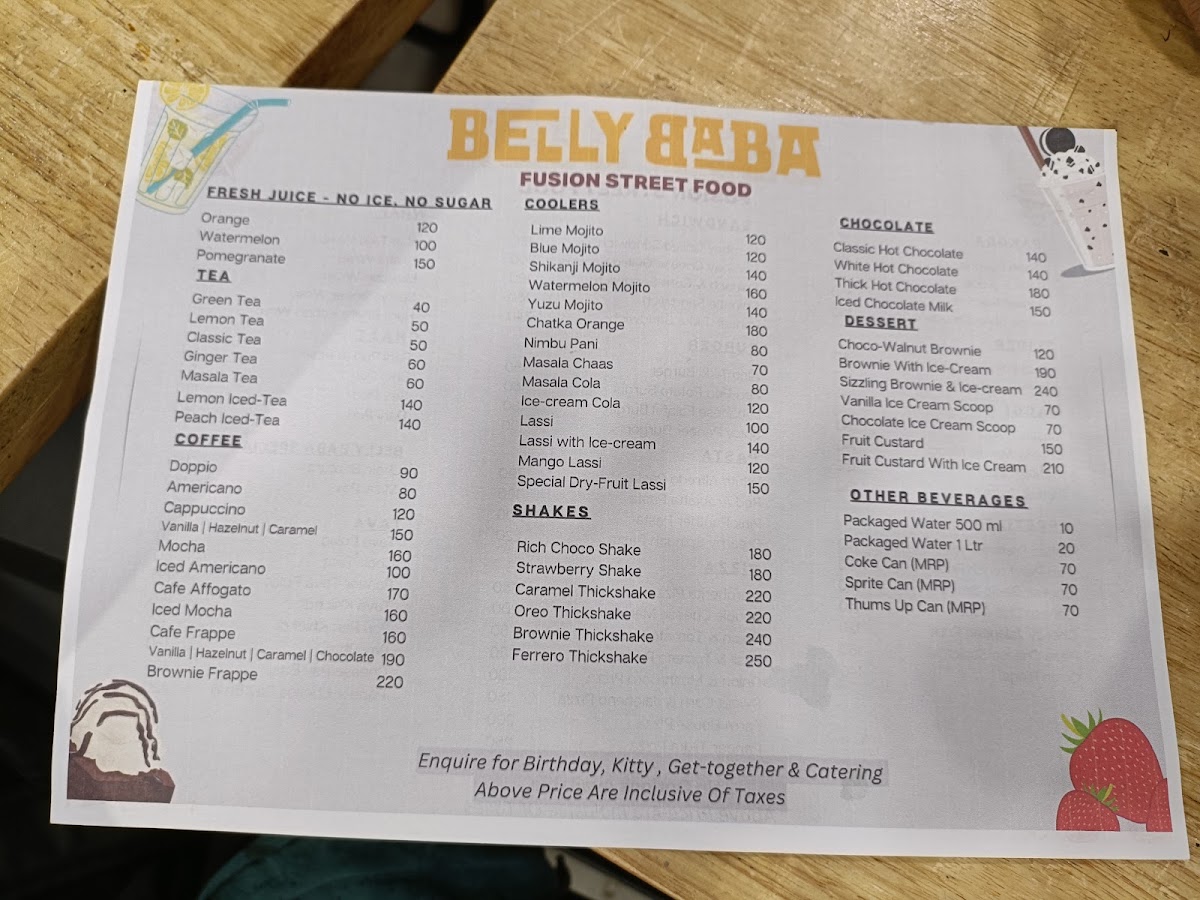 BELLY BABA
FUSION STREET FOOD
FRESH JUICE - NO ICE, NO SUGAR
Orange 120
Watermelon 100
Pomegranate 150
TEA
Green Tea 40
Lemon Tea 50
Classic Tea 50
Ginger Tea 60
Masala Tea 60
Lemon Iced-Tea 140
Peach Iced-Tea 140
COFFEE
Doppio 90
Americano 80
Cappuccino 120
Vanilla | Hazelnut | Caramel 150
Mocha 160
Iced Americano 100
Cafe Affogato 170
Iced Mocha 160
Cafe Frappe 160
Vanilla | Hazelnut | Caramel | Chocolate 190
Brownie Frappe 220
COOLERS
Lime Mojito 120
Blue Mojito 120
Shikanji Mojito 140
Watermelon Mojito 160
Yuzu Mojito 140
Chatka Orange 180
Nimbu Pani 80
Masala Chaas 70
Masala Cola 80
Ice-cream Cola 120
Lassi 100
Lassi with Ice-cream 140
Mango Lassi 120
Special Dry-Fruit Lassi 150
SHAKES
Rich Choco Shake 180
Strawberry Shake 180
Caramel Thickshake 220
Oreo Thickshake 220
Brownie Thickshake 240
Ferrero Thickshake 250
CHOCOLATE
Classic Hot Chocolate 140
White Hot Chocolate 140
Thick Hot Chocolate 180
Iced Chocolate Milk 150
DESSERT
Choco-Walnut Brownie 120
Brownie With Ice-Cream 190
Sizzling Brownie & Ice-cream 240
Vanilla Ice Cream Scoop 70
Chocolate Ice Cream Scoop 70
Fruit Custard 150
Fruit Custard With Ice Cream 210
OTHER BEVERAGES
Packaged Water 500 ml 10
Packaged Water 1 Ltr 20
Coke Can (MRP) 70
Sprite Can (MRP) 70
Thums Up Can (MRP) 70
Enquire for Birthday, Kitty , Get-together & Catering
Above Price Are Inclusive Of Taxes